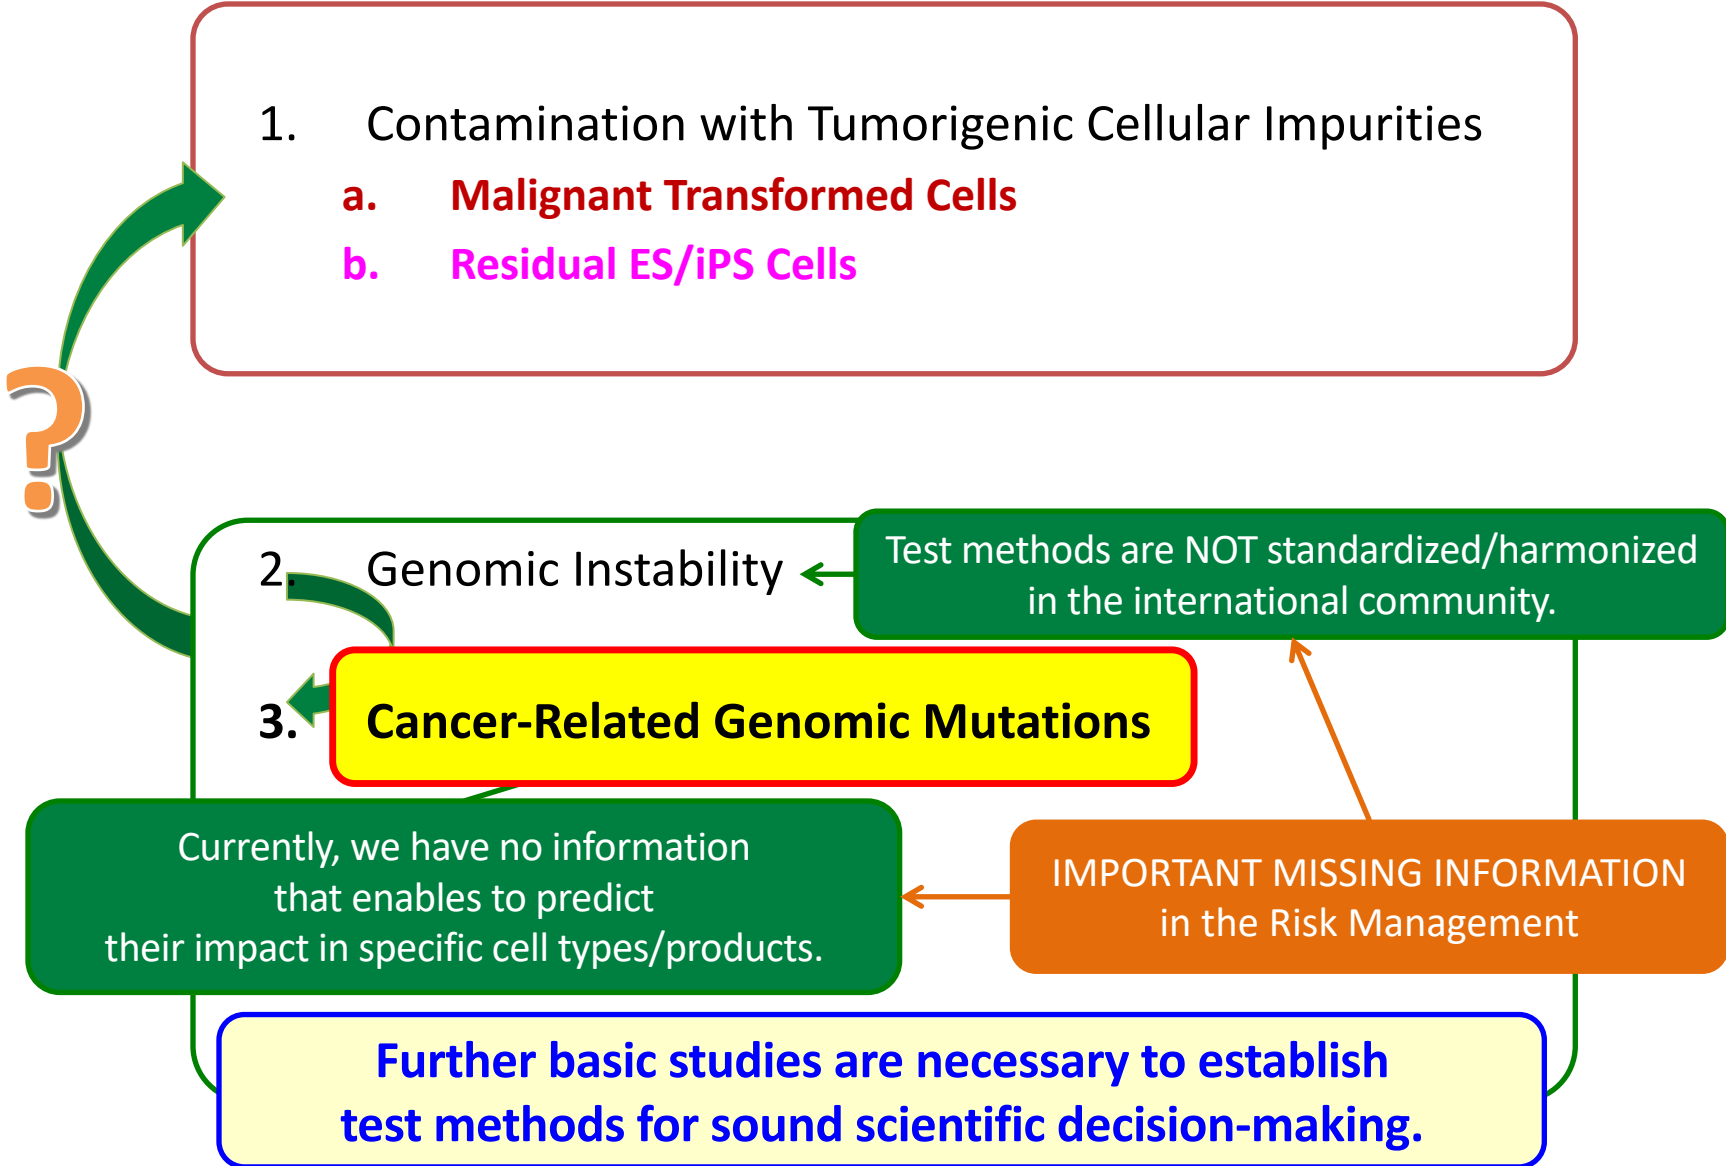 1. Contamination with Tumorigenic Cellular Impurities
a. Malignant Transformed Cells
b. Residual ES/iPS Cells
?
2. Genomic Instability
Test methods are NOT standardized/harmonized
in the international community.
3. Cancer-Related Genomic Mutations
Currently, we have no information
that enables to predict
their impact in specific cell types/products.
IMPORTANT MISSING INFORMATION
in the Risk Management
Further basic studies are necessary to establish
test methods for sound scientific decision-making.